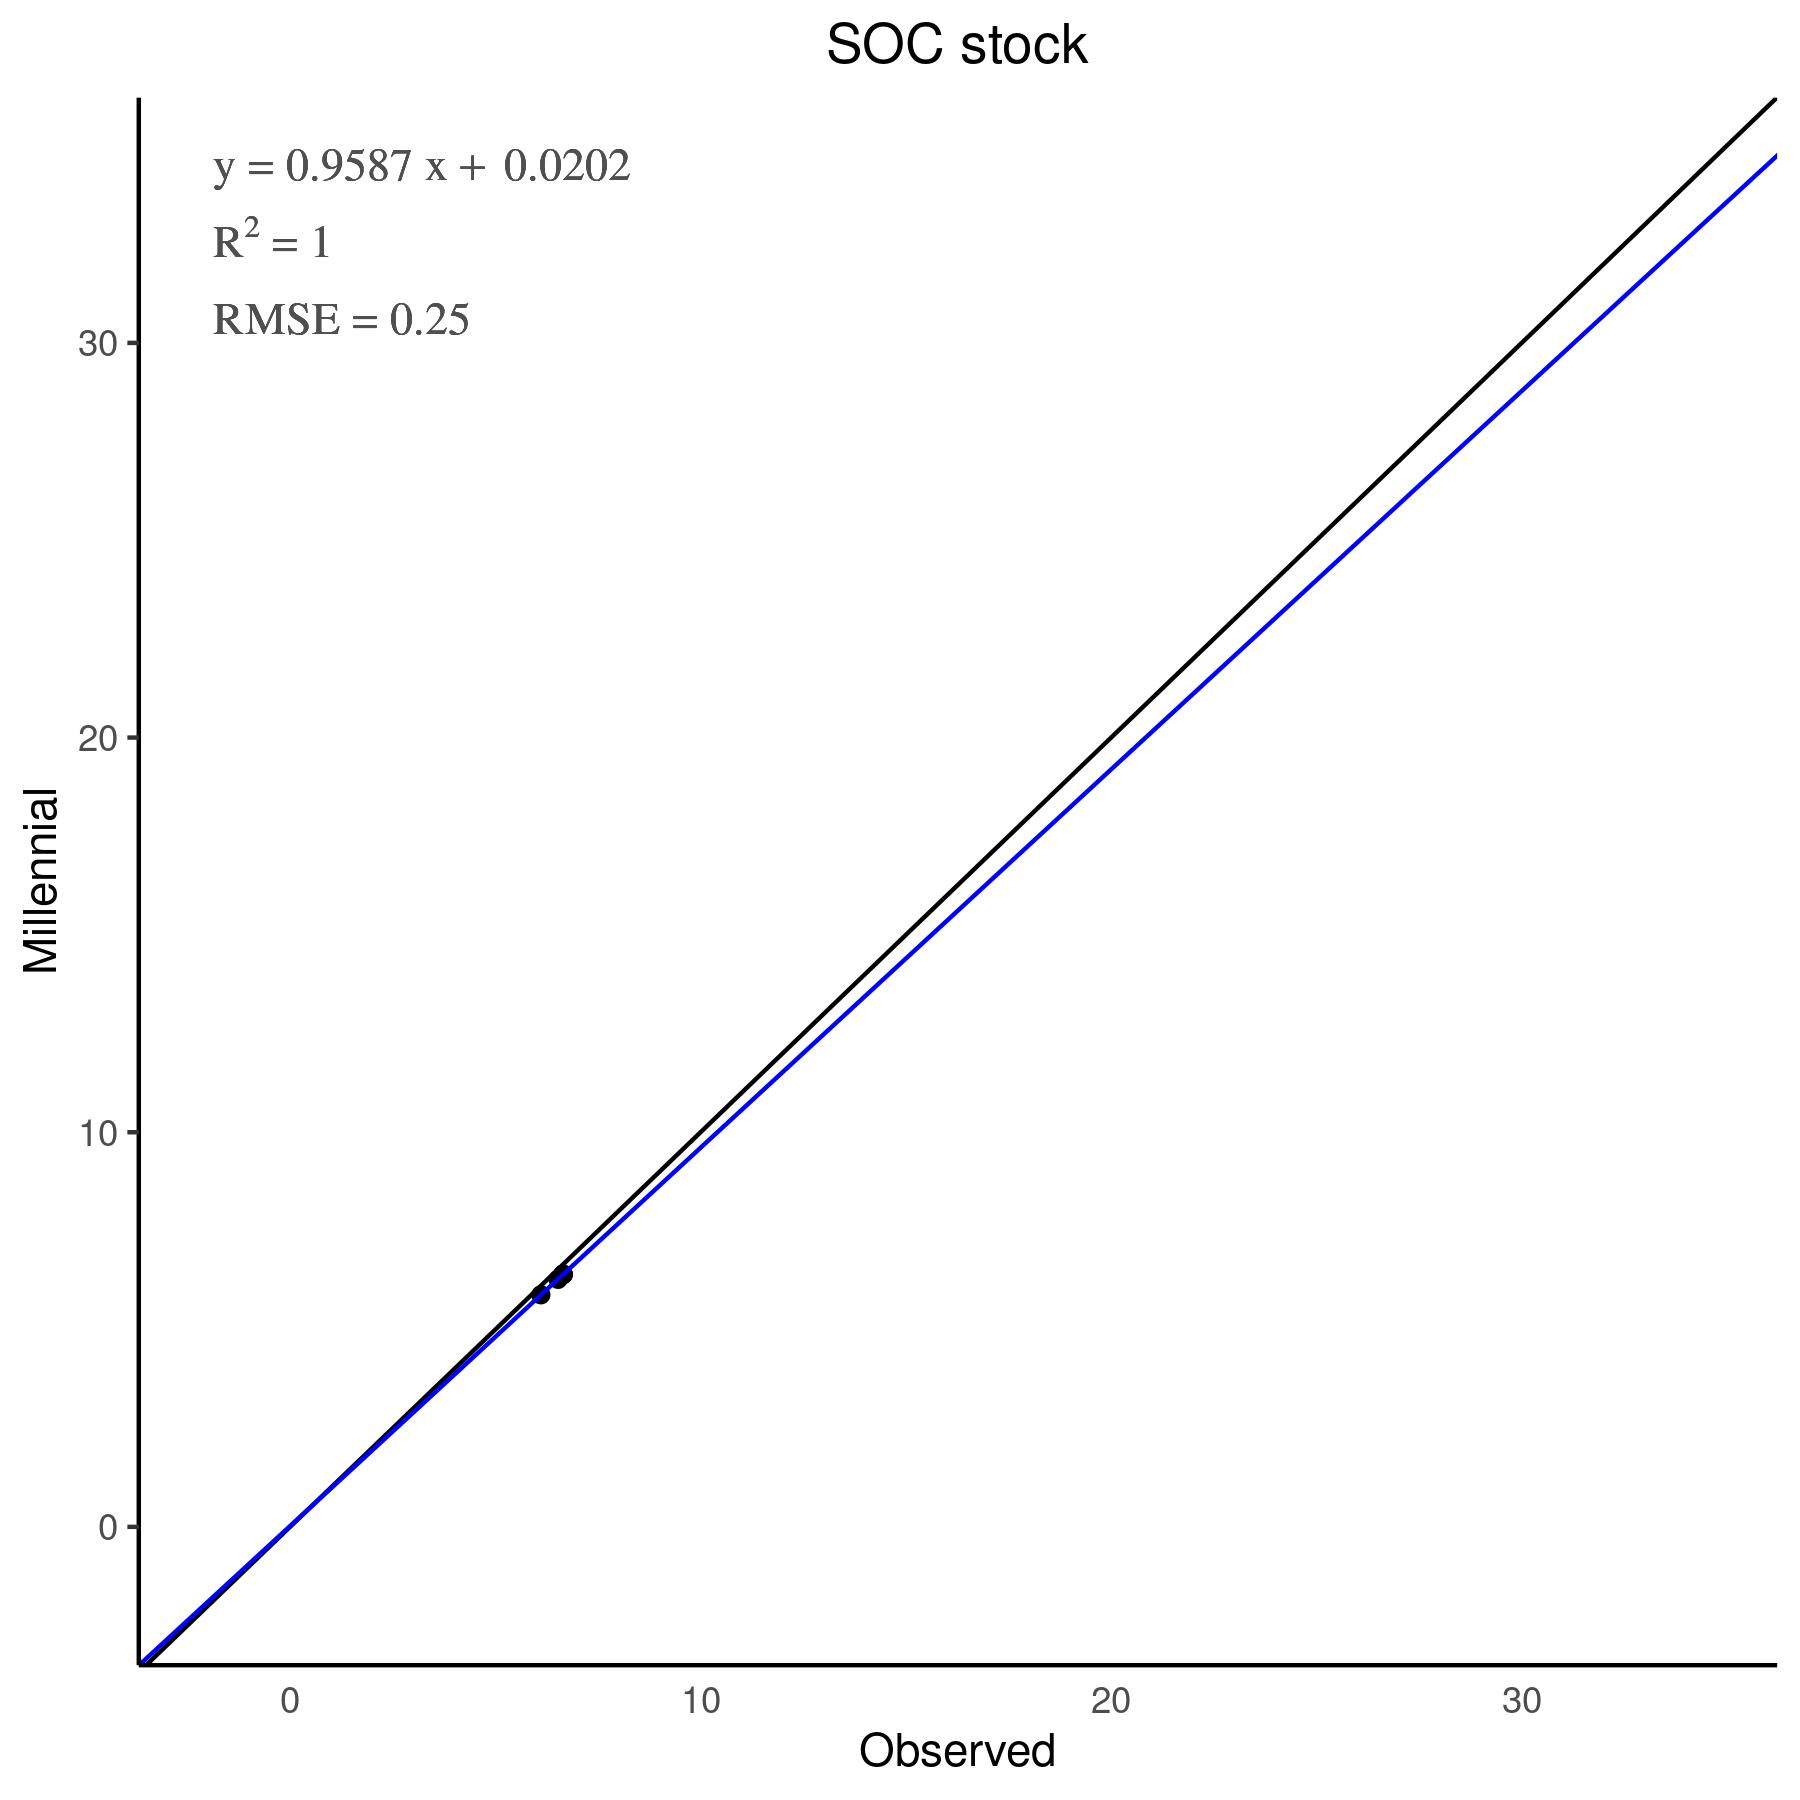 SOC stock
y = 0.9587 x + 0.0202
R² = 1
RMSE = 0.25
30
20
10
0
Millennial
0 10 20 30
Observed